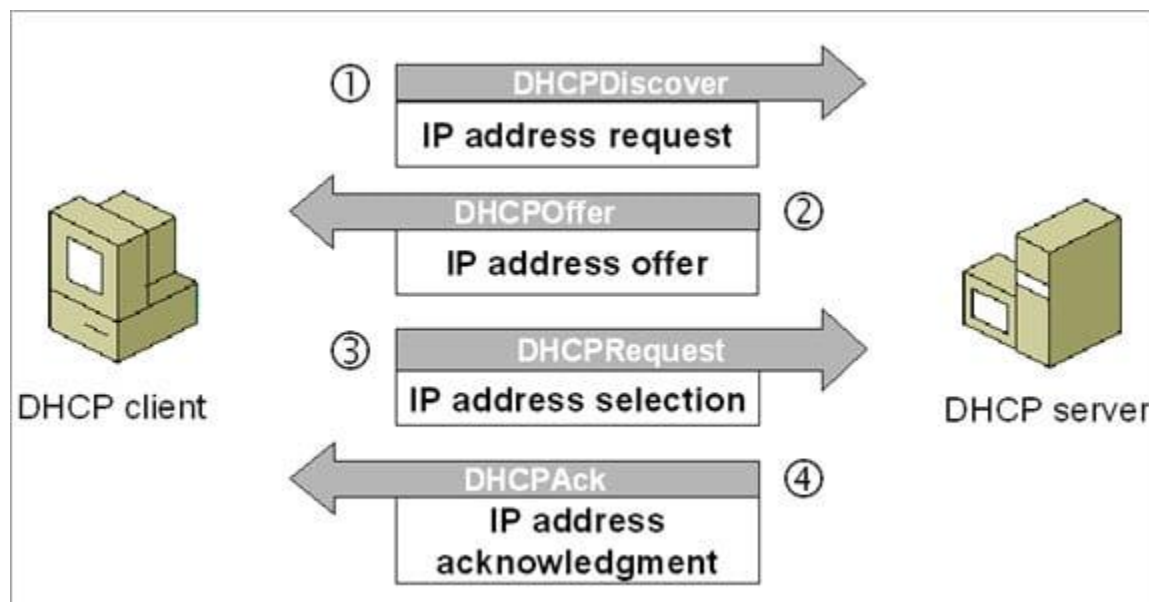 ①
DHCPDiscover
IP address request
DHCPOffer
②
IP address offer
③
DHCPRequest
IP address selection
DHCP client
DHCP server
DHCPAck
④
IP address
acknowledgment